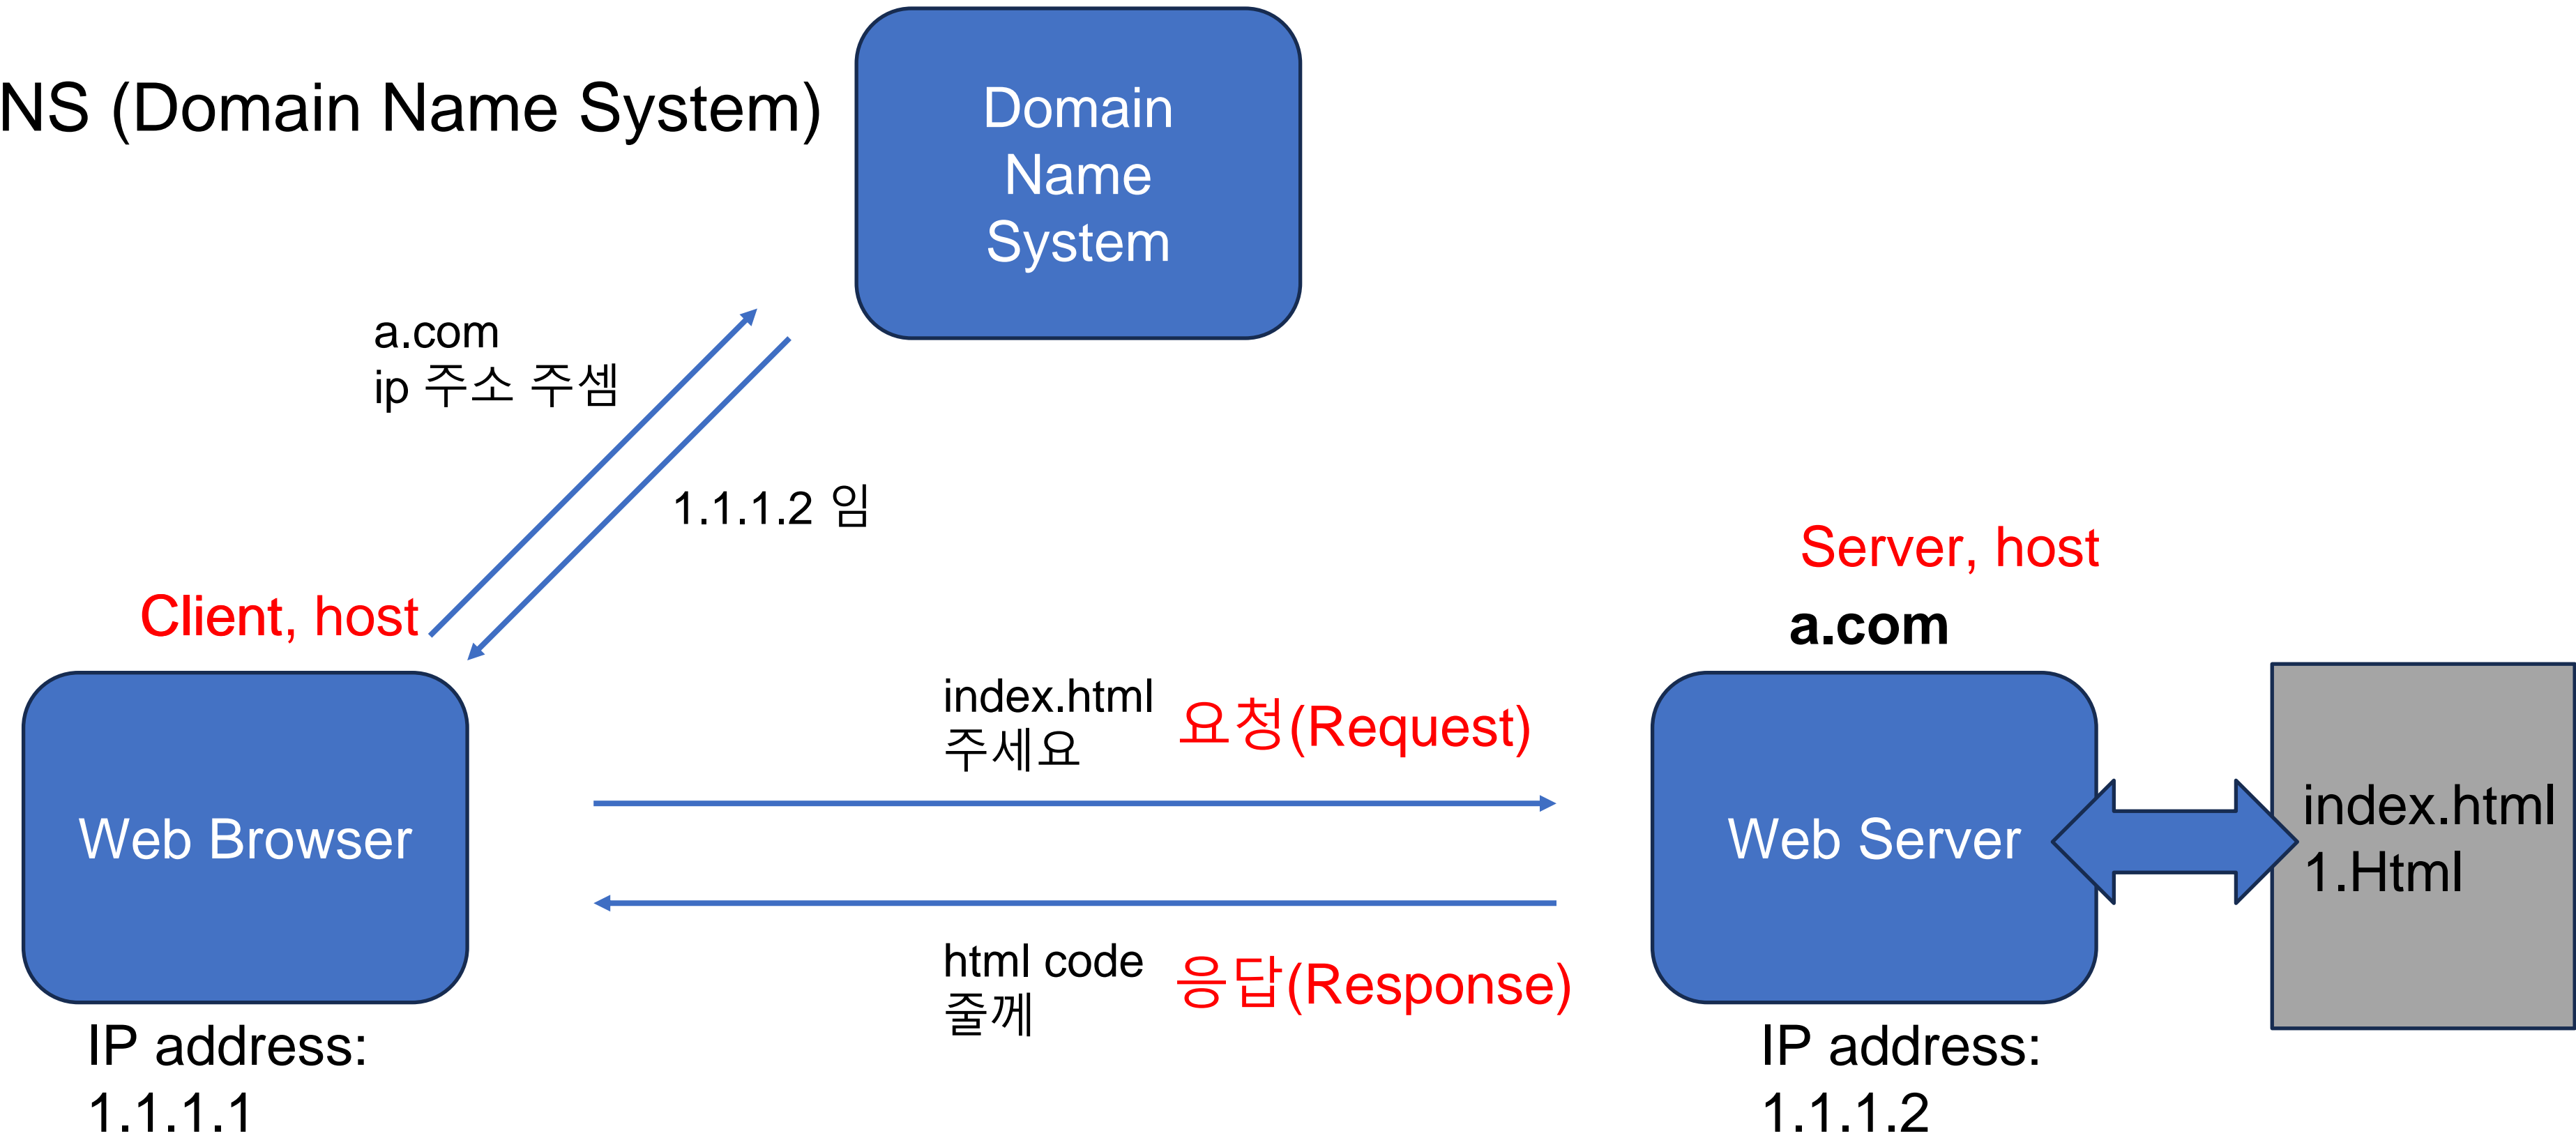 NS (Domain Name System)
Domain
Name
System
a.com
ip 주소 주셈
1.1.1.2 임
Client, host
Server, host
a.com
Web Browser
index.html
주세요
요청(Request)
html code
줄께
응답(Response)
Web Server
index.html
1.Html
IP address:
1.1.1.1
IP address:
1.1.1.2